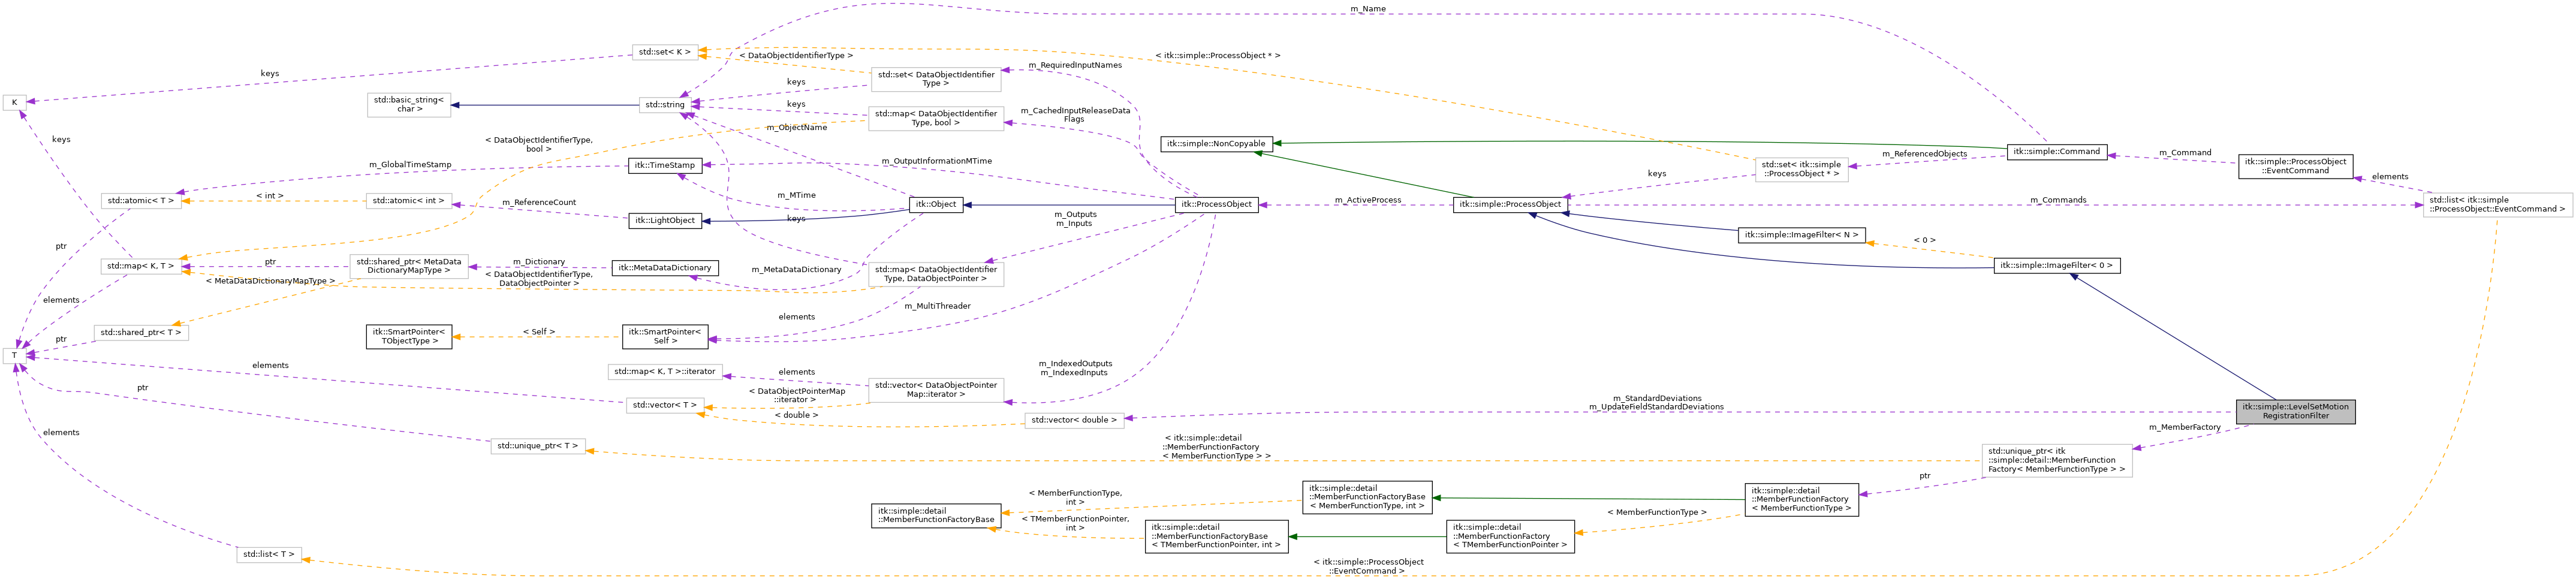 m_Name
std::set< K >
< DataObjectIdentifierType >
< itk::simple::ProcessObject * >
keys
std::set< DataObjectIdentifier
Type >
m_RequiredInputNames
keys
K
std::basic_string<
char >
std::string
keys
std::map< DataObjectIdentifier
Type, bool >
m_CachedInputReleaseData
Flags
m_ObjectName
keys
< DataObjectIdentifierType,
bool >
itk::simple::NonCopyable
itk::simple::Command
m_Command
itk::simple::ProcessObject
::EventCommand
m_GlobalTimeStamp
itk::TimeStamp
m_OutputInformationMTime
std::set< itk::simple
::ProcessObject * >
m_ReferencedObjects
keys
elements
std::atomic< T >
< int >
std::atomic< int >
m_ReferenceCount
m_MTime
itk::Object
itk::ProcessObject
m_ActiveProcess
itk::simple::ProcessObject
m_Commands
std::list< itk::simple
::ProcessObject::EventCommand >
itk::LightObject
keys
m_Outputs
m_Inputs
itk::simple::ImageFilter< N >
< 0 >
ptr
std::map< K, T >
ptr
std::shared_ptr< MetaData
DictionaryMapType >
m_Dictionary
itk::MetaDataDictionary
m_MetaDataDictionary
std::map< DataObjectIdentifier
Type, DataObjectPointer >
itk::simple::ImageFilter< 0 >
< MetaDataDictionaryMapType >
< DataObjectIdentifierType,
DataObjectPointer >
elements
m_MultiThreader
std::shared_ptr< T >
itk::SmartPointer<
TObjectType >
< Self >
itk::SmartPointer<
Self >
elements
ptr
T
elements
std::map< K, T >::iterator
elements
std::vector< DataObjectPointer
Map::iterator >
m_IndexedOutputs
m_IndexedInputs
ptr
std::vector< T >
< DataObjectPointerMap
::iterator >
< double >
std::vector< double >
m_StandardDeviations
m_UpdateFieldStandardDeviations
itk::simple::LevelSetMotion
RegistrationFilter
m_MemberFactory
elements
std::unique_ptr< T >
< itk::simple::detail
::MemberFunctionFactory
< MemberFunctionType > >
std::unique_ptr< itk
::simple::detail::MemberFunction
Factory< MemberFunctionType > >
ptr
itk::simple::detail
::MemberFunctionFactoryBase
< MemberFunctionType,
int >
itk::simple::detail
::MemberFunctionFactoryBase
< MemberFunctionType, int >
itk::simple::detail
::MemberFunctionFactory
< MemberFunctionType >
< TMemberFunctionPointer,
int >
itk::simple::detail
::MemberFunctionFactoryBase
< TMemberFunctionPointer, int >
itk::simple::detail
::MemberFunctionFactory
< TMemberFunctionPointer >
< MemberFunctionType >
std::list< T >
< itk::simple::ProcessObject
::EventCommand >